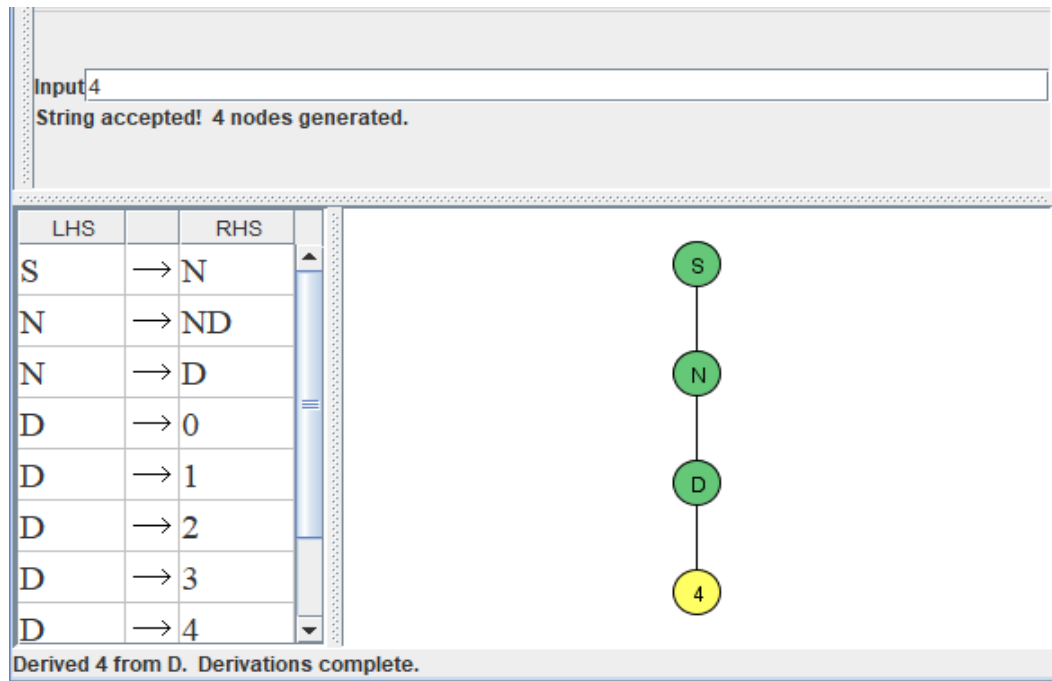 Input 4
String accepted! 4 nodes generated.
LHS RHS
S → N
N → ND
N → D
D → 0
D → 1
D → 2
D → 3
D → 4
S
N
D
4
Derived 4 from D. Derivations complete.